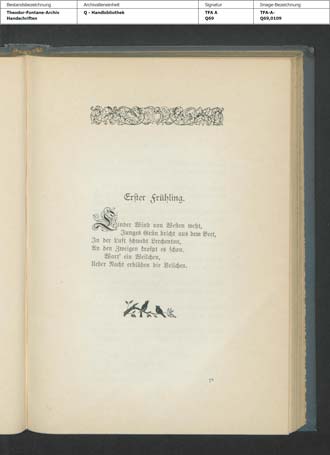 Bestandsbezeichnung
Archivalieneinheit
Signatur
Image-Bezeichnung
Theodor-Fontane-Archiv
Handschriften
Q - Handbibliothek
TFA A
Q69
TFA-A-
Q69,0109
Erster Frühling.
Linder Wind von Westen weht,
Junges Grün bricht aus dem Beet,
In der Luft schwebt Lerchenton,
An den Zweigen knospt es schon.
Wart' ein Weilchen,
Ueber Nacht erblühen die Veilchen.